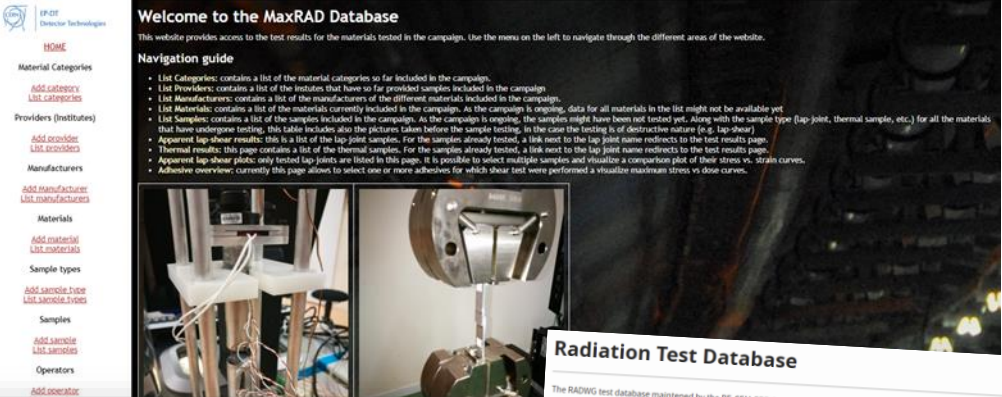 CERN
EP-DT
Detector Technologies
HOME
Material Categories
Add category
List categories
Providers (Institutes)
Add provider
List providers
Manufacturers
Add Manufacturer
List manufacturers
Materials
Add material
List materials
Sample types
Add sample type
List sample types
Samples
Add sample
List samples
Operators
Add operator
Welcome to the MaxRAD Database
This website provides access to the test results for the materials tested in the campaign. Use the menu on the left to navigate through the different areas of the website.
Navigation guide
• List Categories: contains a list of the material categories so far included in the campaign.
• List Providers: contains a list of the instutes that have so far provided samples included in the campaign
• List Manufacturers: contains a list of the manufacturers of the different materials included in the campaign.
• List Materials: contains a list of the materials currently included in the campaign. As the campaign is ongoing, data for all materials in the list might not be available yet
• List Samples: contains a list of the samples included in the campaign. As the campaign is ongoing, the samples might have been not tested yet. Along with the sample type (lap-joint, thermal sample, etc.) for all the materials
that have undergone testing, this table includes also the pictures taken before the sample testing, in the case the testing is of destructive nature (e.g. lap-shear)
• Apparent lap-shear results: this is a list of the lap-joint samples. For the samples already tested, a link next to the lap joint name redirects to the test results page.
• Thermal results: this page contains a list of the thermal samples. For the samples already tested, a link next to the lap joint name redirects to the test results page.
• Apparent lap-shear plots: only tested lap-joints are listed in this page. It is possible to select multiple samples and visualize a comparison plot of their stress vs. strain curves.
• Adhesive overview: currently this page allows to select one or more adhesives for which shear test were performed a visualize maximum stress vs dose curves.
Radiation Test Database
The RADWG test database maintened by the